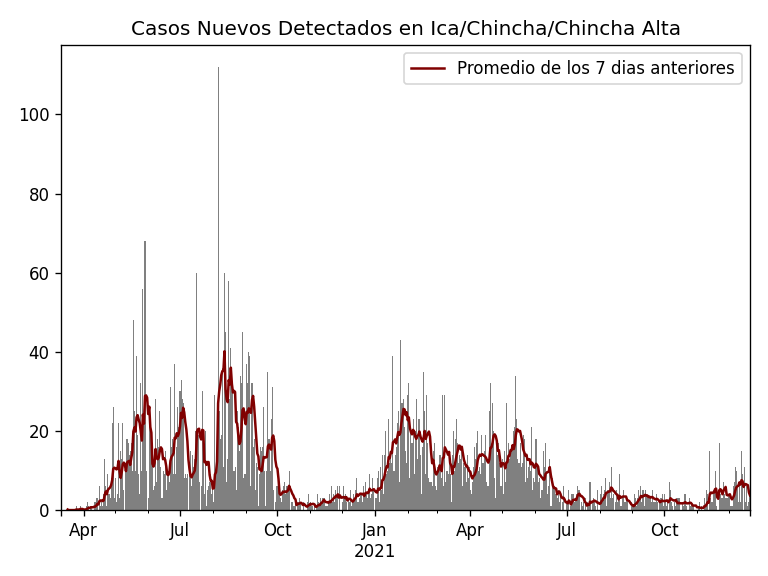 Casos Nuevos Detectados en Ica/Chincha/Chincha Alta
Promedio de los 7 dias anteriores
100
80
60
40
20
0
Apr Jul Oct Jan Apr Jul Oct
2021